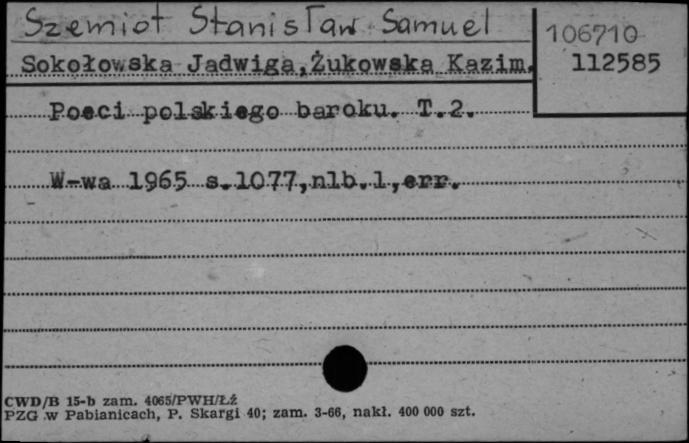 Szemiot Stanisław Samuel
106710
Sokołowska Jadwiga,Żukowska Kazim.
112585
Poeci polskiego baroku. T.2.
W-wa 1965 s.1077,nlb.1,err.
CWD/B 15-b zam. 4065/PWH/Łź
PZG w Pabianicach, P. Skargi 40; zam. 3-66, nakł. 400 000 szt.